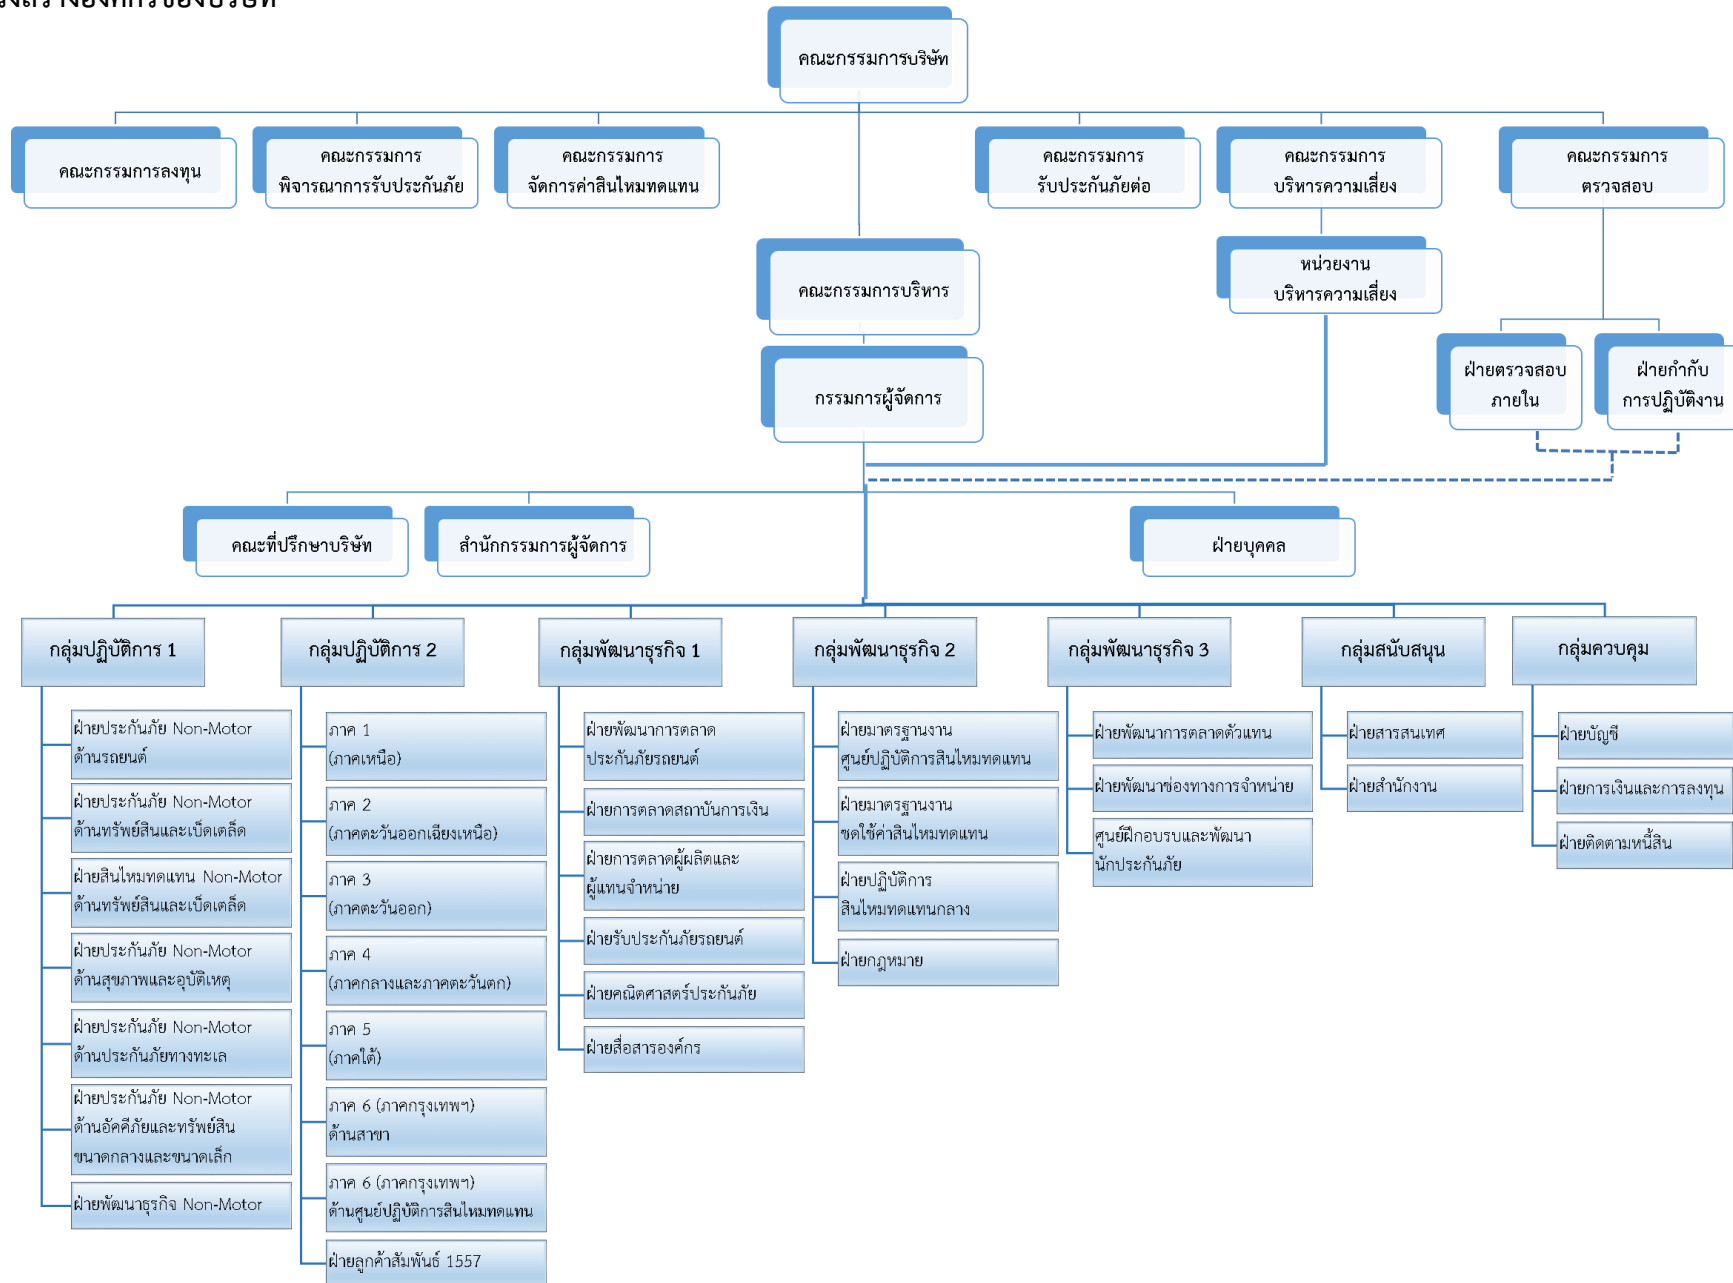 คณะกรรมการบริษัท
คณะกรรมการลงทุน
คณะกรรมการ
พิจารณาการรับประกันภัย
คณะกรรมการ
จัดการค่าสินไหมทดแทน
คณะกรรมการ
รับประกันภัยต่อ
คณะกรรมการ
บริหารความเสี่ยง
คณะกรรมการ
ตรวจสอบ
คณะกรรมการบริหาร
หน่วยงาน
บริหารความเสี่ยง
กรรมการผู้จัดการ
ฝ่ายตรวจสอบ
ภายใน
ฝ่ายกำกับ
การปฏิบัติงาน
คณะที่ปรึกษาบริษัท
สำนักกรรมการผู้จัดการ
ฝ่ายบุคคล
กลุ่มปฏิบัติการ 1
ฝ่ายประกันภัย Non-Motor
ด้านรถยนต์
ฝ่ายประกันภัย Non-Motor
ด้านทรัพย์สินและเบ็ดเตล็ด
ฝ่ายสินไหมทดแทน Non-Motor
ด้านทรัพย์สินและเบ็ดเตล็ด
ฝ่ายประกันภัย Non-Motor
ด้านสุขภาพและอุบัติเหตุ
ฝ่ายประกันภัย Non-Motor
ด้านประกันภัยทางทะเล
ฝ่ายประกันภัย Non-Motor
ด้านอัคคีภัยและทรัพย์สิน
ขนาดกลางและขนาดเล็ก
ฝ่ายพัฒนาธุรกิจ Non-Motor
กลุ่มปฏิบัติการ 2
ภาค 1
(ภาคเหนือ)
ภาค 2
(ภาคตะวันออกเฉียงเหนือ)
ภาค 3
(ภาคตะวันออก)
ภาค 4
(ภาคกลางและภาคตะวันตก)
ภาค 5
(ภาคใต้)
ภาค 6 (ภาคกรุงเทพฯ)
ด้านสาขา
ภาค 6 (ภาคกรุงเทพฯ)
ด้านศูนย์ปฏิบัติการสินไหมทดแทน
ฝ่ายลูกค้าสัมพันธ์ 1557
กลุ่มพัฒนาธุรกิจ 1
ฝ่ายพัฒนาการตลาด
ประกันภัยรถยนต์
ฝ่ายการตลาดสถาบันการเงิน
ฝ่ายการตลาดผู้ผลิตและ
ผู้แทนจำหน่าย
ฝ่ายรับประกันภัยรถยนต์
ฝ่ายคณิตศาสตร์ประกันภัย
ฝ่ายสื่อสารองค์กร
กลุ่มพัฒนาธุรกิจ 2
ฝ่ายมาตรฐานงาน
ศูนย์ปฏิบัติการสินไหมทดแทน
ฝ่ายมาตรฐานงาน
ชดใช้ค่าสินไหมทดแทน
ฝ่ายปฏิบัติการ
สินไหมทดแทนกลาง
ฝ่ายกฎหมาย
กลุ่มพัฒนาธุรกิจ 3
ฝ่ายพัฒนาการตลาดตัวแทน
ฝ่ายพัฒนาช่องทางการจำหน่าย
ศูนย์ฝึกอบรบและพัฒนา
นักประกันภัย
กลุ่มสนับสนุน
ฝ่ายสารสนเทศ
ฝ่ายสำนักงาน
กลุ่มควบคุม
ฝ่ายบัญชี
ฝ่ายการเงินและการลงทุน
ฝ่ายติดตามหนี้สิน